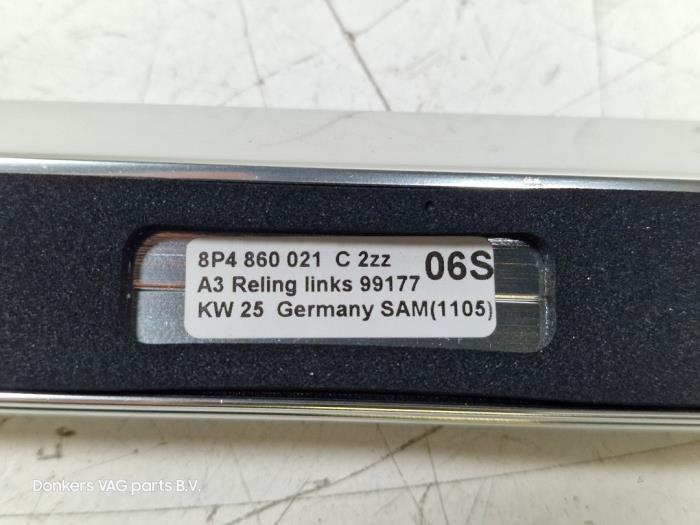 8P4 860 021 C 2zz 06S
A3 Reling links 99177
KW 25 Germany SAM(1105)
Donkers VAG parts B.V.